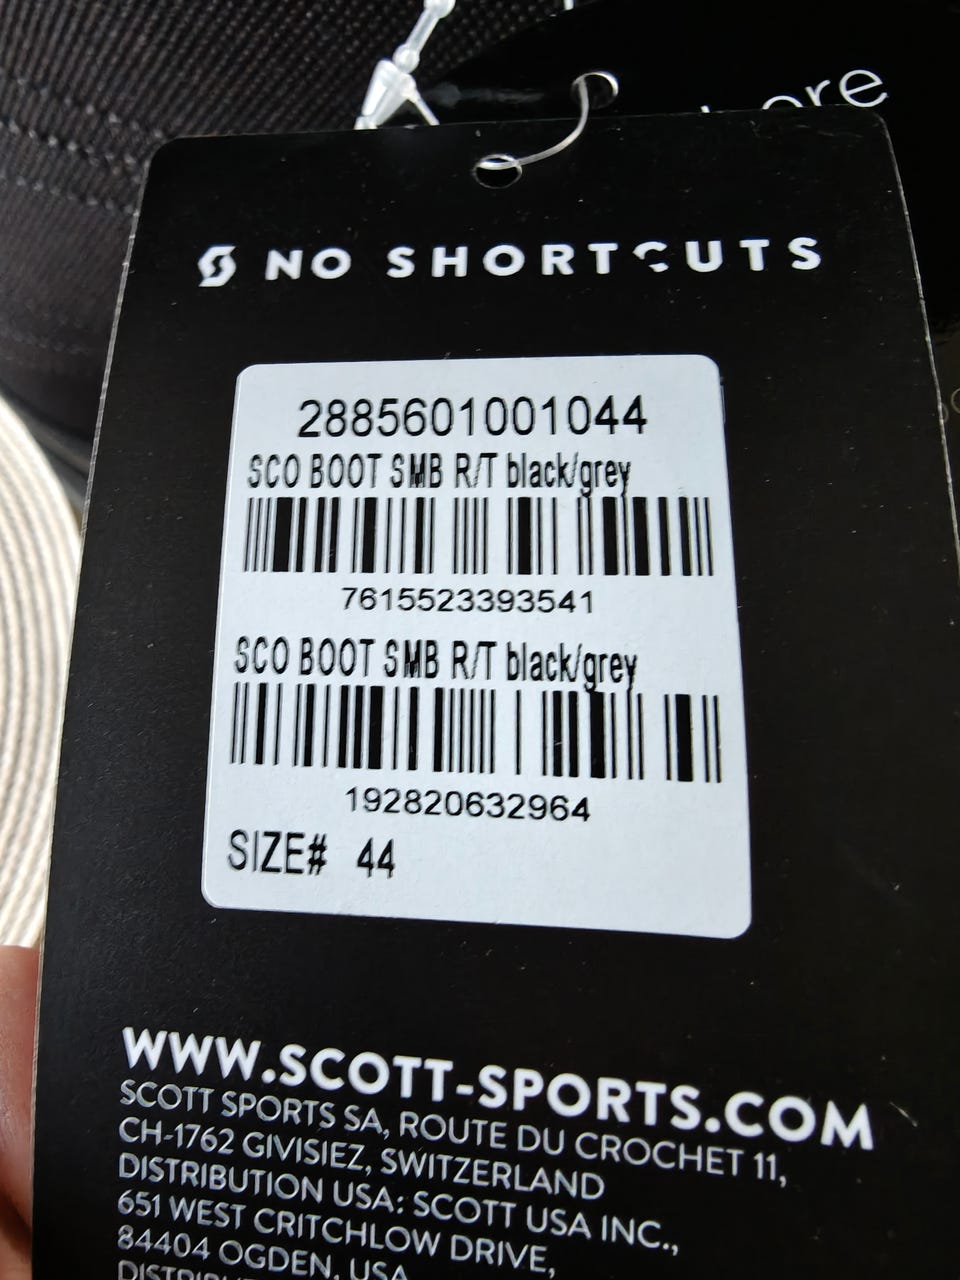 ore
NO SHORTCUTS
2885601001044
SCO BOOT SMB R/T black/grey
7615523393541
SCO BOOT SMB R/T black/grey
192820632964
SIZE# 44
WWW.SCOTT-SPORTS.COM
SCOTT SPORTS SA, ROUTE DU CROCHET 11,
CH-1762 GIVISIEZ, SWITZERLAND
DISTRIBUTION USA: SCOTT USA INC.,
651 WEST CRITCHLOW DRIVE,
84404 OGDEN, USA